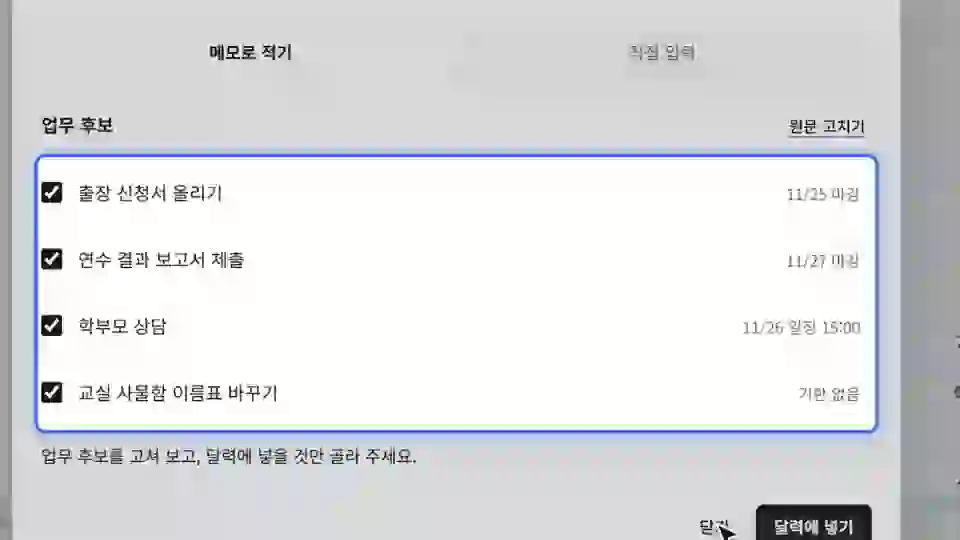 메모로 적기
직접 입력
업무 후보
원문 고치기
출장 신청서 올리기
11/25 마감
연수 결과 보고서 제출
11/27 마감
학부모 상담
11/26 일정 15:00
교실 사물함 이름표 바꾸기
기한 없음
업무 후보를 고쳐 보고, 달력에 넣을 것만 골라 주세요.
닫기
달력에 넣기